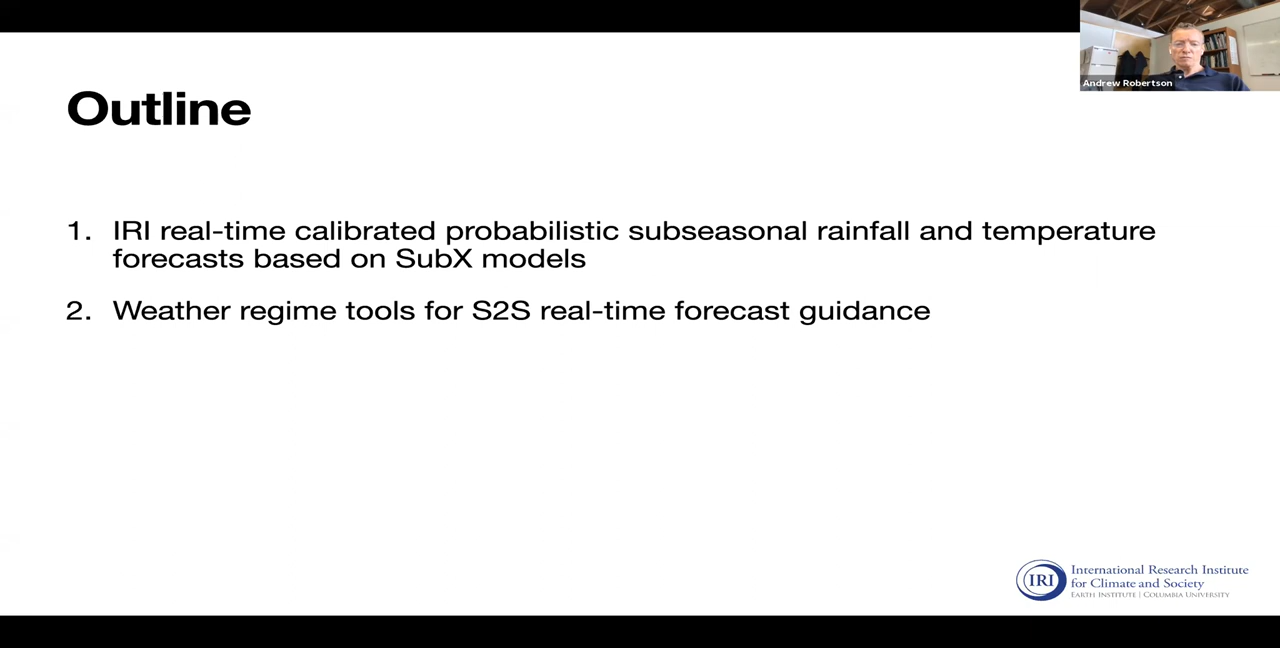 Andrew Robertson
Outline
1. IRI real-time calibrated probabilistic subseasonal rainfall and temperature
forecasts based on SubX models
2. Weather regime tools for S2S real-time forecast guidance
IRI
International Research Institute
for Climate and Society
EARTH INSTITUTE | COLUMBIA UNIVERSITY